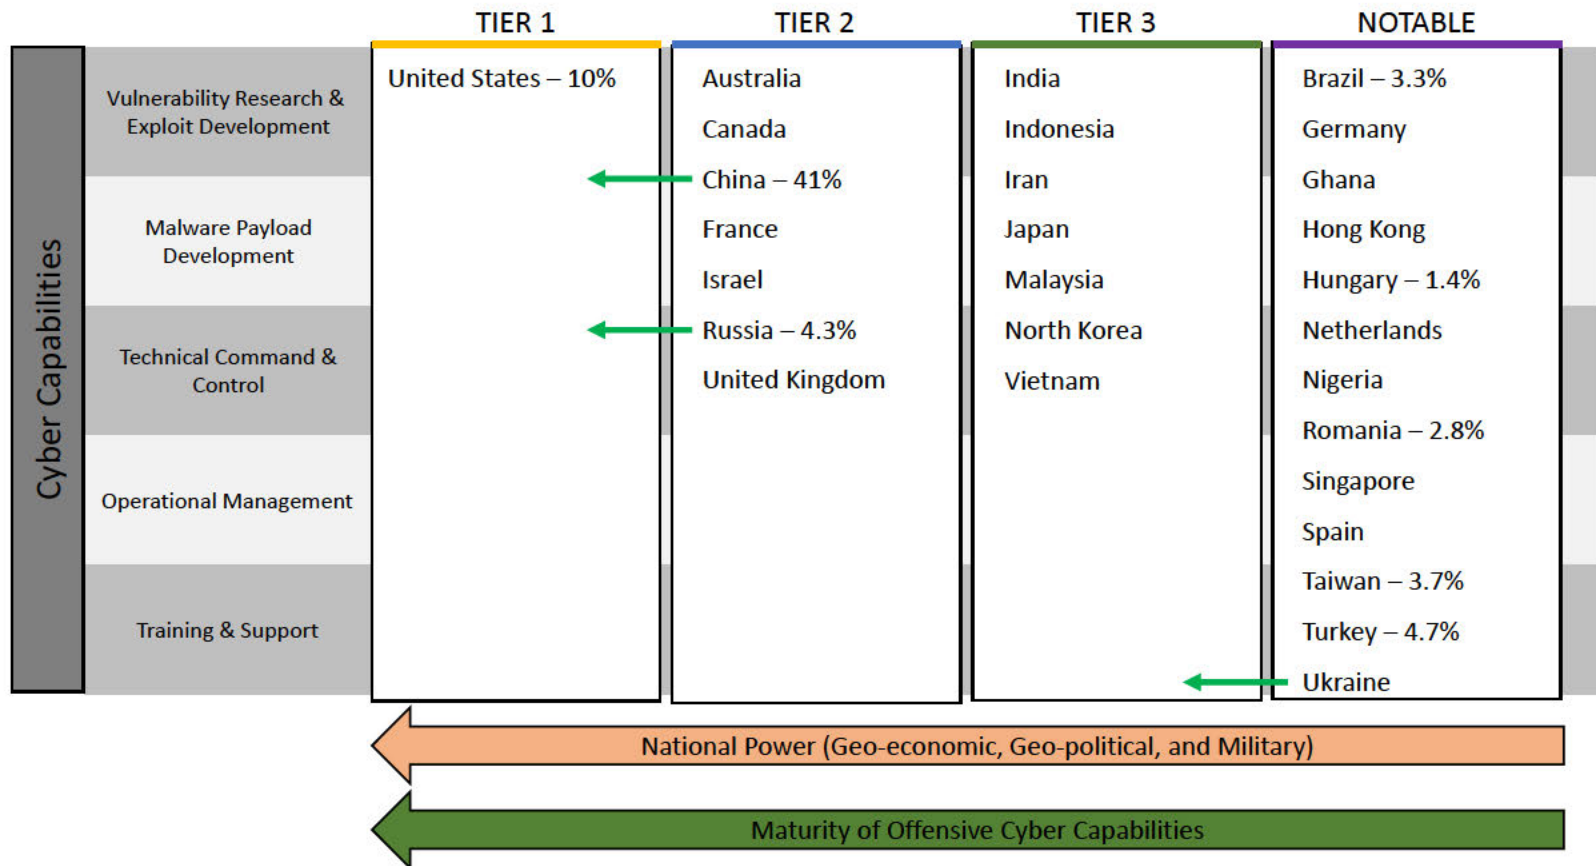 TIER 1
TIER 2
TIER 3
NOTABLE
Cyber Capabilities
Vulnerability Research &
Exploit Development
Malware Payload
Development
Technical Command &
Control
Operational Management
Training & Support
United States – 10%
Australia
Canada
China – 41%
France
Israel
Russia – 4.3%
United Kingdom
India
Indonesia
Iran
Japan
Malaysia
North Korea
Vietnam
Brazil – 3.3%
Germany
Ghana
Hong Kong
Hungary – 1.4%
Netherlands
Nigeria
Romania – 2.8%
Singapore
Spain
Taiwan – 3.7%
Turkey – 4.7%
Ukraine
National Power (Geo-economic, Geo-political, and Military)
Maturity of Offensive Cyber Capabilities